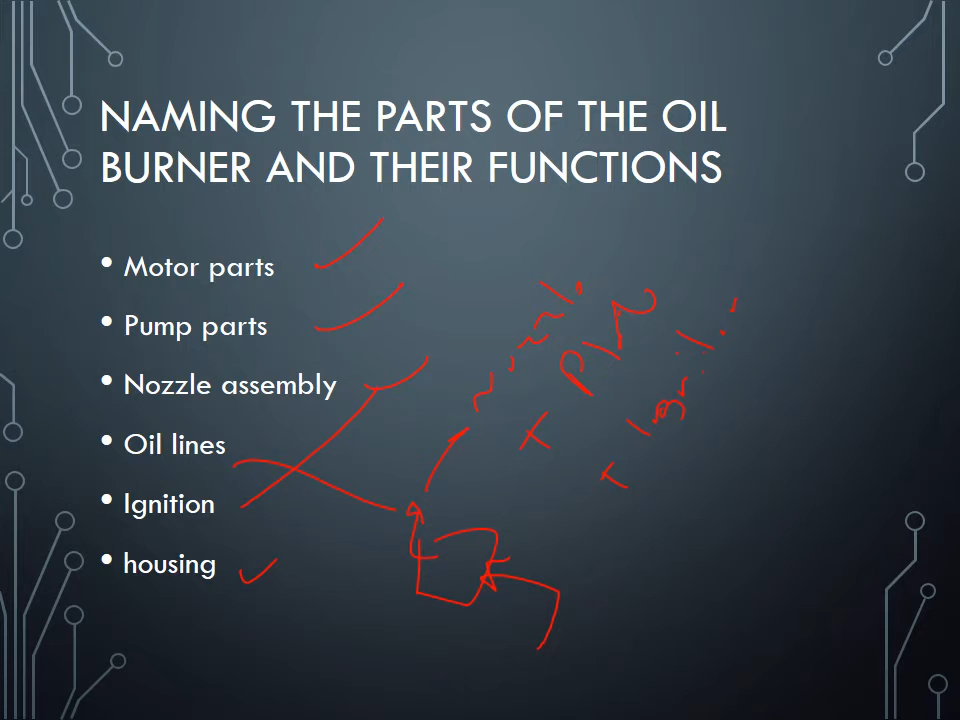 NAMING THE PARTS OF THE OIL
BURNER AND THEIR FUNCTIONS
• Motor parts
• Pump parts
• Nozzle assembly
• Oil lines
• Ignition
• housing